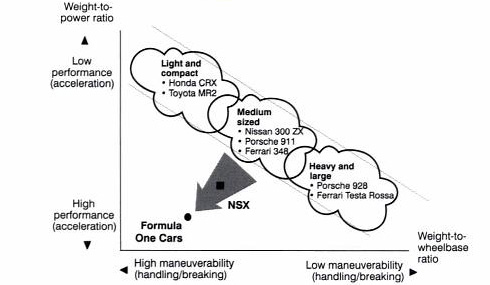 Weight-to-
power ratio
Low
performance
(acceleration)
Light and
compact
• Honda CRX
• Toyota MR2
Medium
sized
• Nissan 300 ZX
• Porsche 911
• Ferrari 348
Heavy and
large
• Porsche 928
• Ferrari Testa Rossa
NSX
High
performance
(acceleration)
Formula
One Cars
Weight-to-
wheelbase
ratio
High maneuverability
(handling/breaking)
Low maneuverability
(handling/breaking)